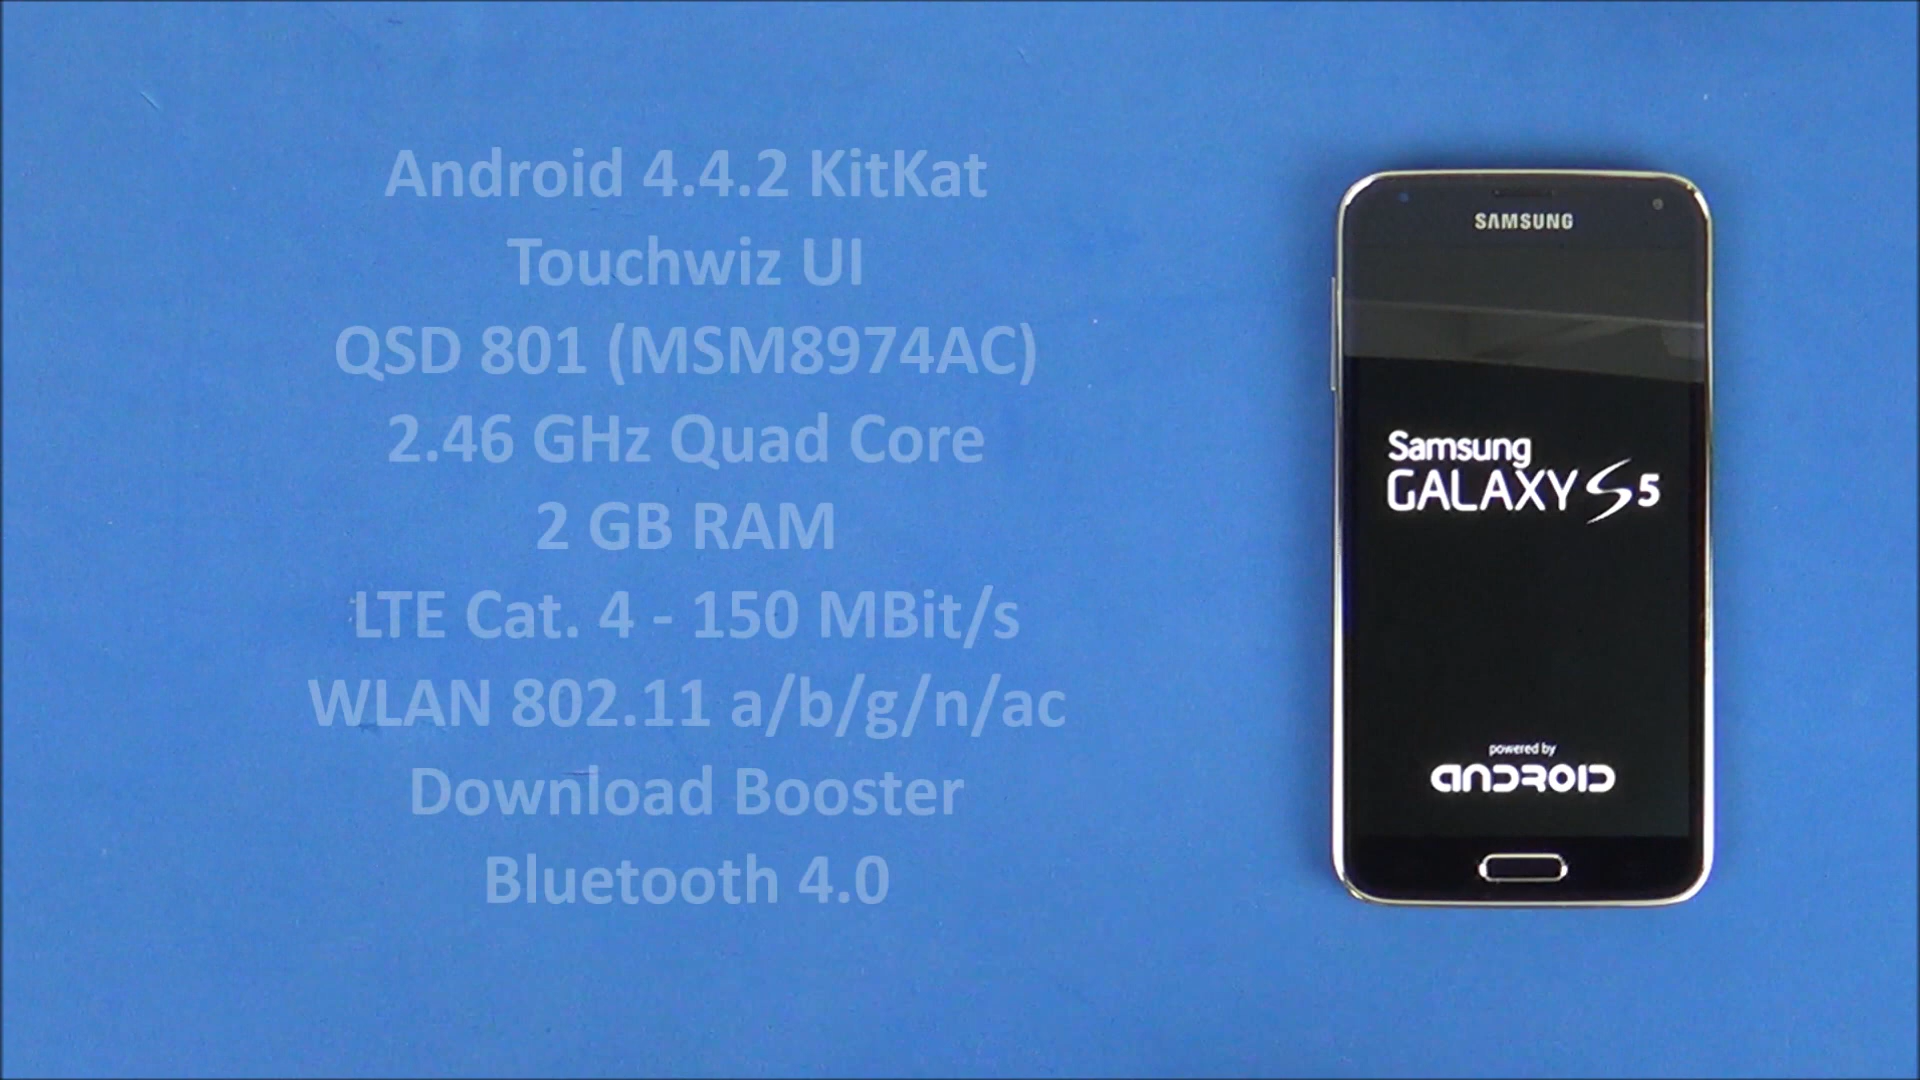 Android 4.4.2 KitKat
Touchwiz UI
QSD 801 (MSM8974AC)
2.46 GHz Quad Core
2 GB RAM
LTE Cat. 4 - 150 MBit/s
WLAN 802.11 a/b/g/n/ac
Download Booster
Bluetooth 4.0
SAMSUNG
Samsung
GALAXY S5
powered by
ANDROID